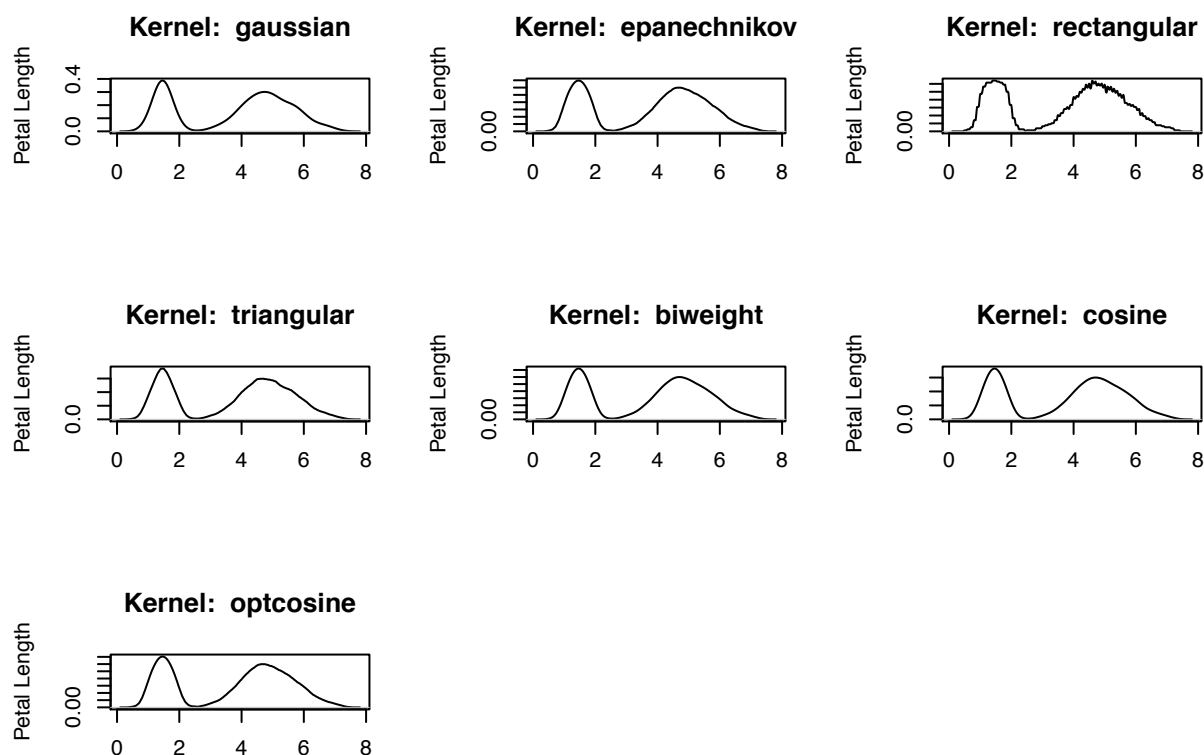 Kernel:  gaussian
Petal Length
0.0 0.4
0 2 4 6 8
Kernel:  epanechnikov
Petal Length
0.00
0 2 4 6 8
Kernel:  rectangular
Petal Length
0.00
0 2 4 6 8
Kernel:  triangular
Petal Length
0.0
0 2 4 6 8
Kernel:  biweight
Petal Length
0.00
0 2 4 6 8
Kernel:  cosine
Petal Length
0.0
0 2 4 6 8
Kernel:  optcosine
Petal Length
0.00
0 2 4 6 8